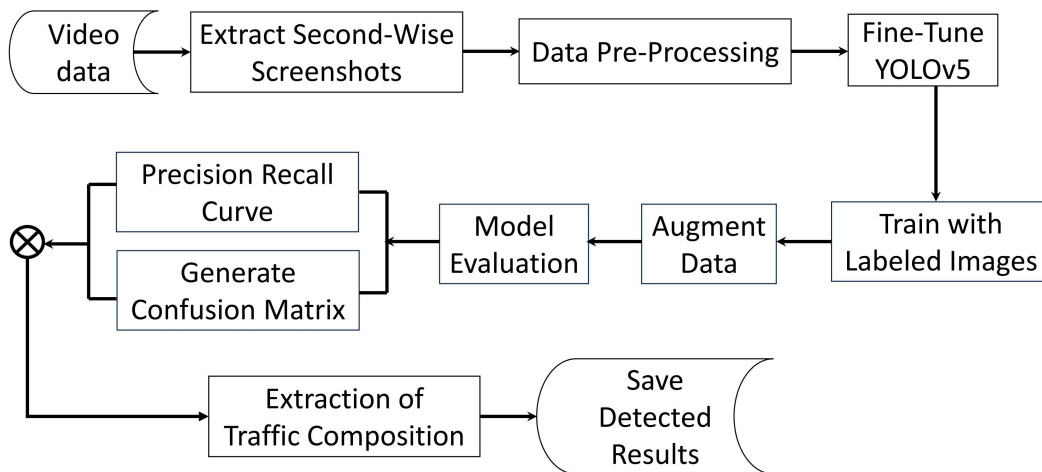 Video
data
Extract Second-Wise
Screenshots
Data Pre-Processing
Fine-Tune
YOLOv5
Train with
Labeled Images
Augment
Data
Model
Evaluation
Precision Recall
Curve
Generate
Confusion Matrix
Extraction of
Traffic Composition
Save
Detected
Results